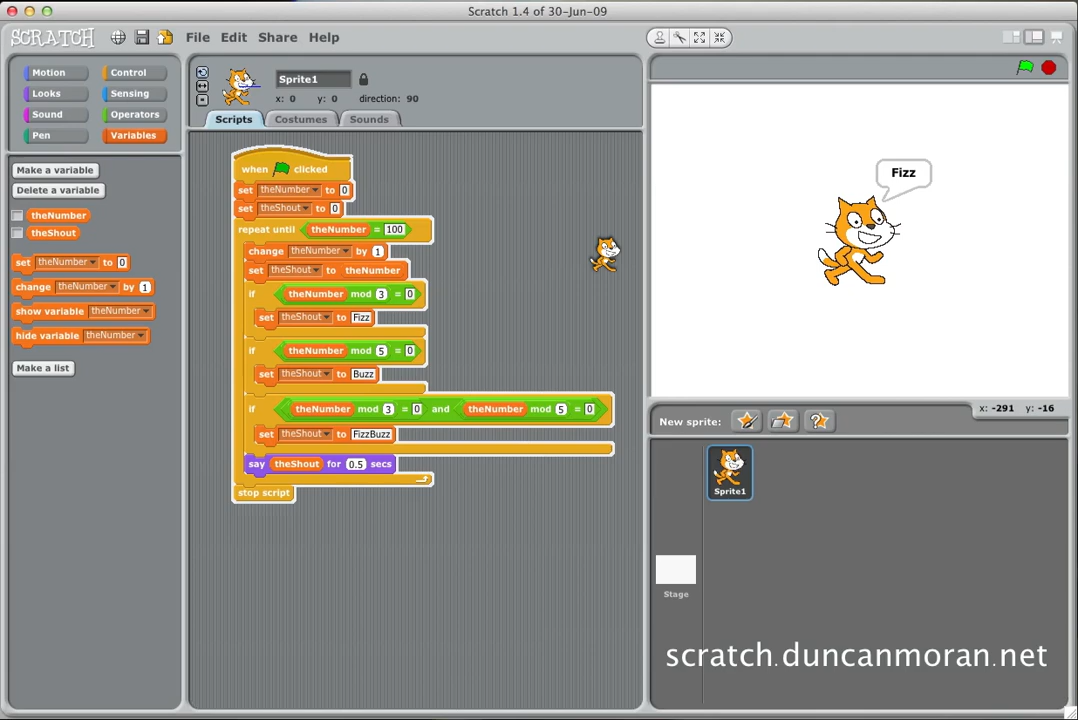 Scratch 1.4 of 30-Jun-09
SCRATCH File Edit Share Help
Motion Control
Looks Sensing
Sound Operators
Pen Variables
Make a variable
Delete a variable
theNumber
theShout
set theNumber to 0
change theNumber by 1
show variable theNumber
hide variable theNumber
Make a list
Sprite1
x: 0 y: 0 direction: 90
Scripts Costumes Sounds
when clicked
set theNumber to 0
set theShout to 0
repeat until theNumber = 100
change theNumber by 1
set theShout to theNumber
if theNumber mod 3 = 0
set theShout to Fizz
if theNumber mod 5 = 0
set theShout to Buzz
if theNumber mod 3 = 0 and theNumber mod 5 = 0
set theShout to FizzBuzz
say theShout for 0.5 secs
stop script
Fizz
x: -291 y: -16
New sprite:
Sprite1
Stage
scratch.duncanmoran.net